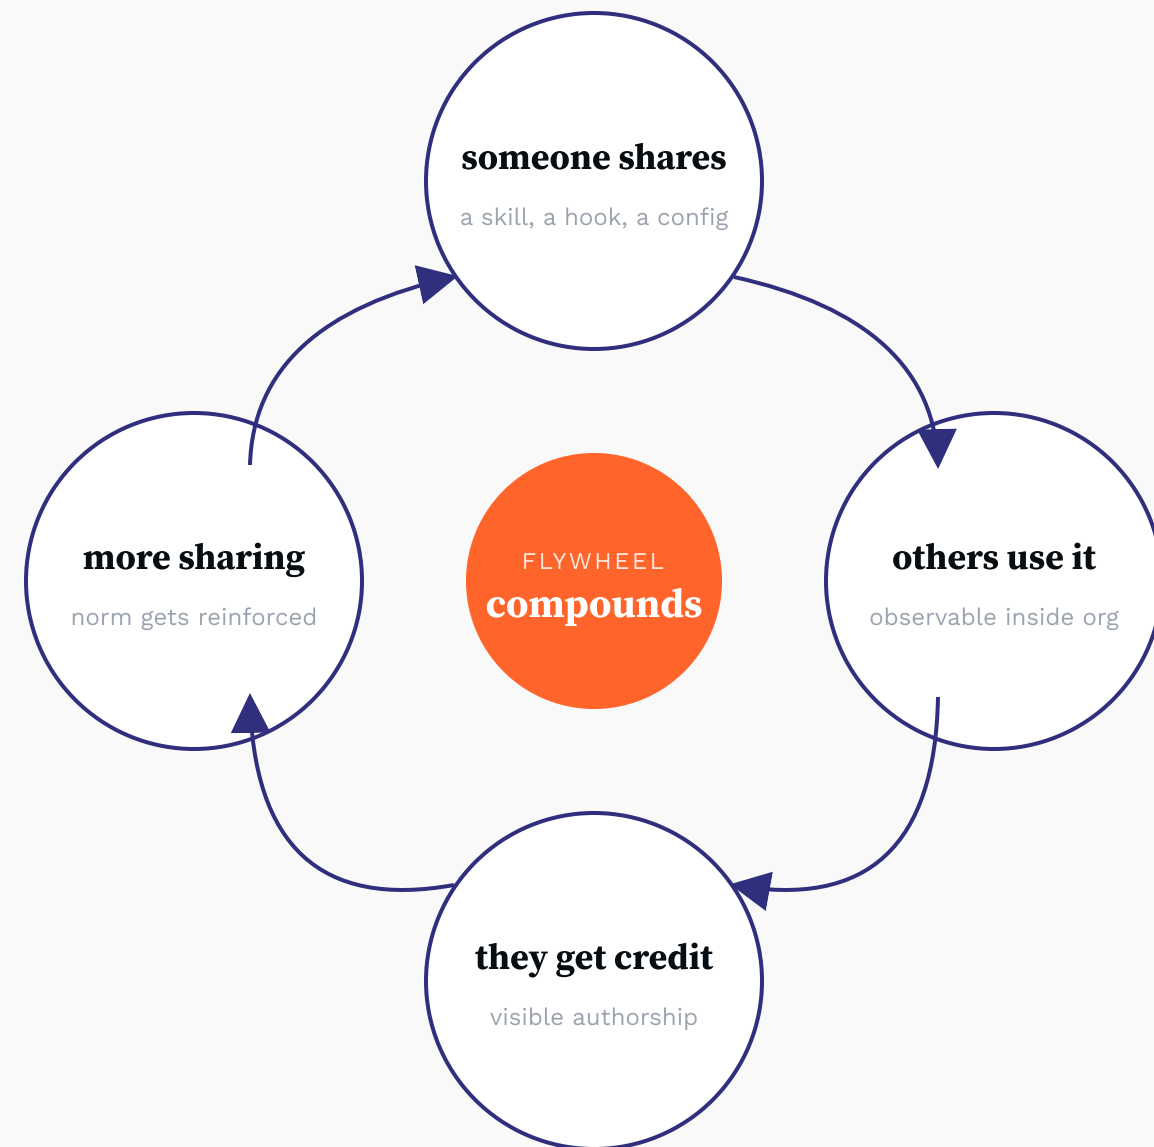 someone shares
a skill, a hook, a config
more sharing
norm gets reinforced
FLYWHEEL
compounds
others use it
observable inside org
they get credit
visible authorship